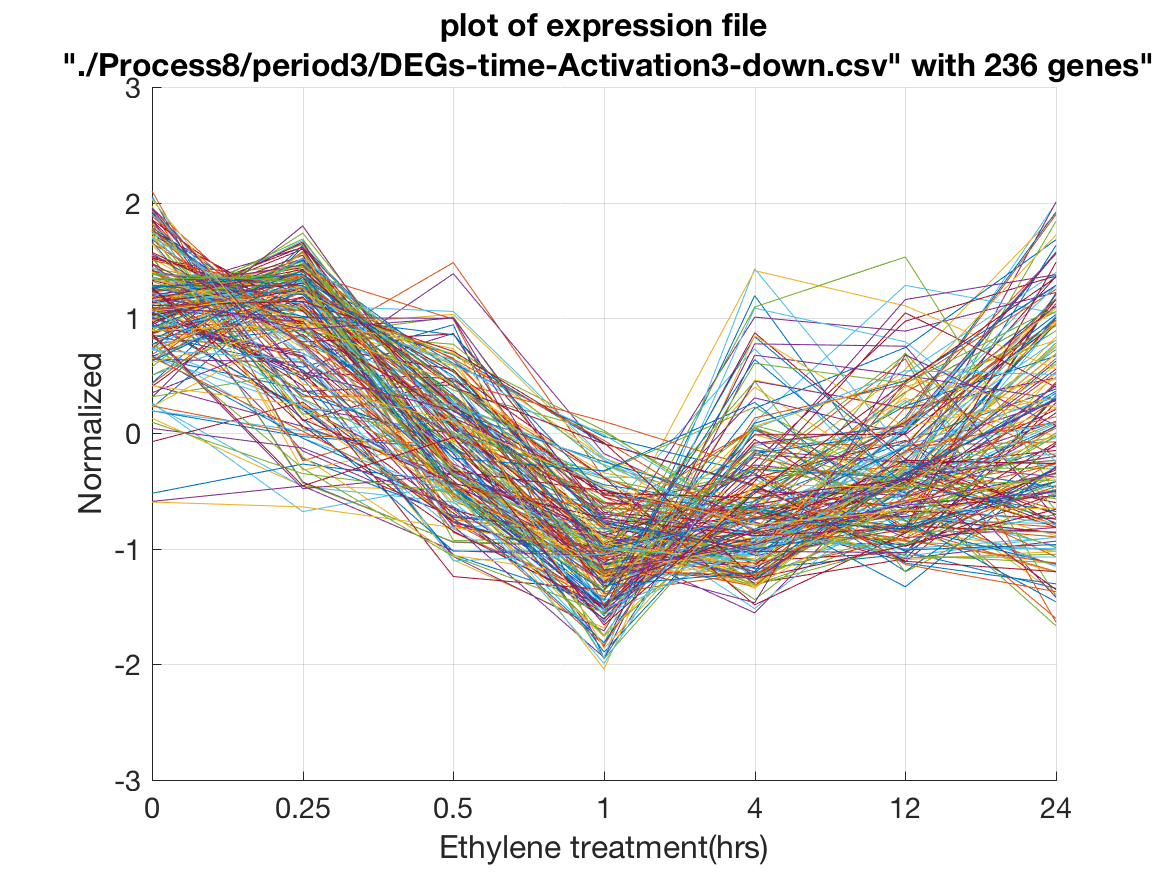 plot of expression file
"./Process8/period3/DEGs-time-Activation3-down.csv" with 236 genes"
3
2
1
0
-1
-2
-3
Normalized
0 0.25 0.5 1 4 12 24
Ethylene treatment(hrs)